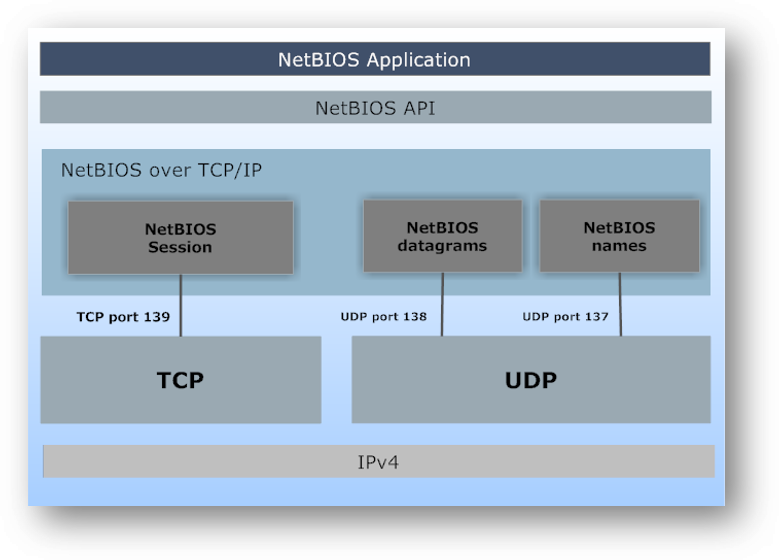 NetBIOS Application
NetBIOS API
NetBIOS over TCP/IP
NetBIOS
Session
NetBIOS
datagrams
NetBIOS
names
TCP port 139
UDP port 138
UDP port 137
TCP
UDP
IPv4